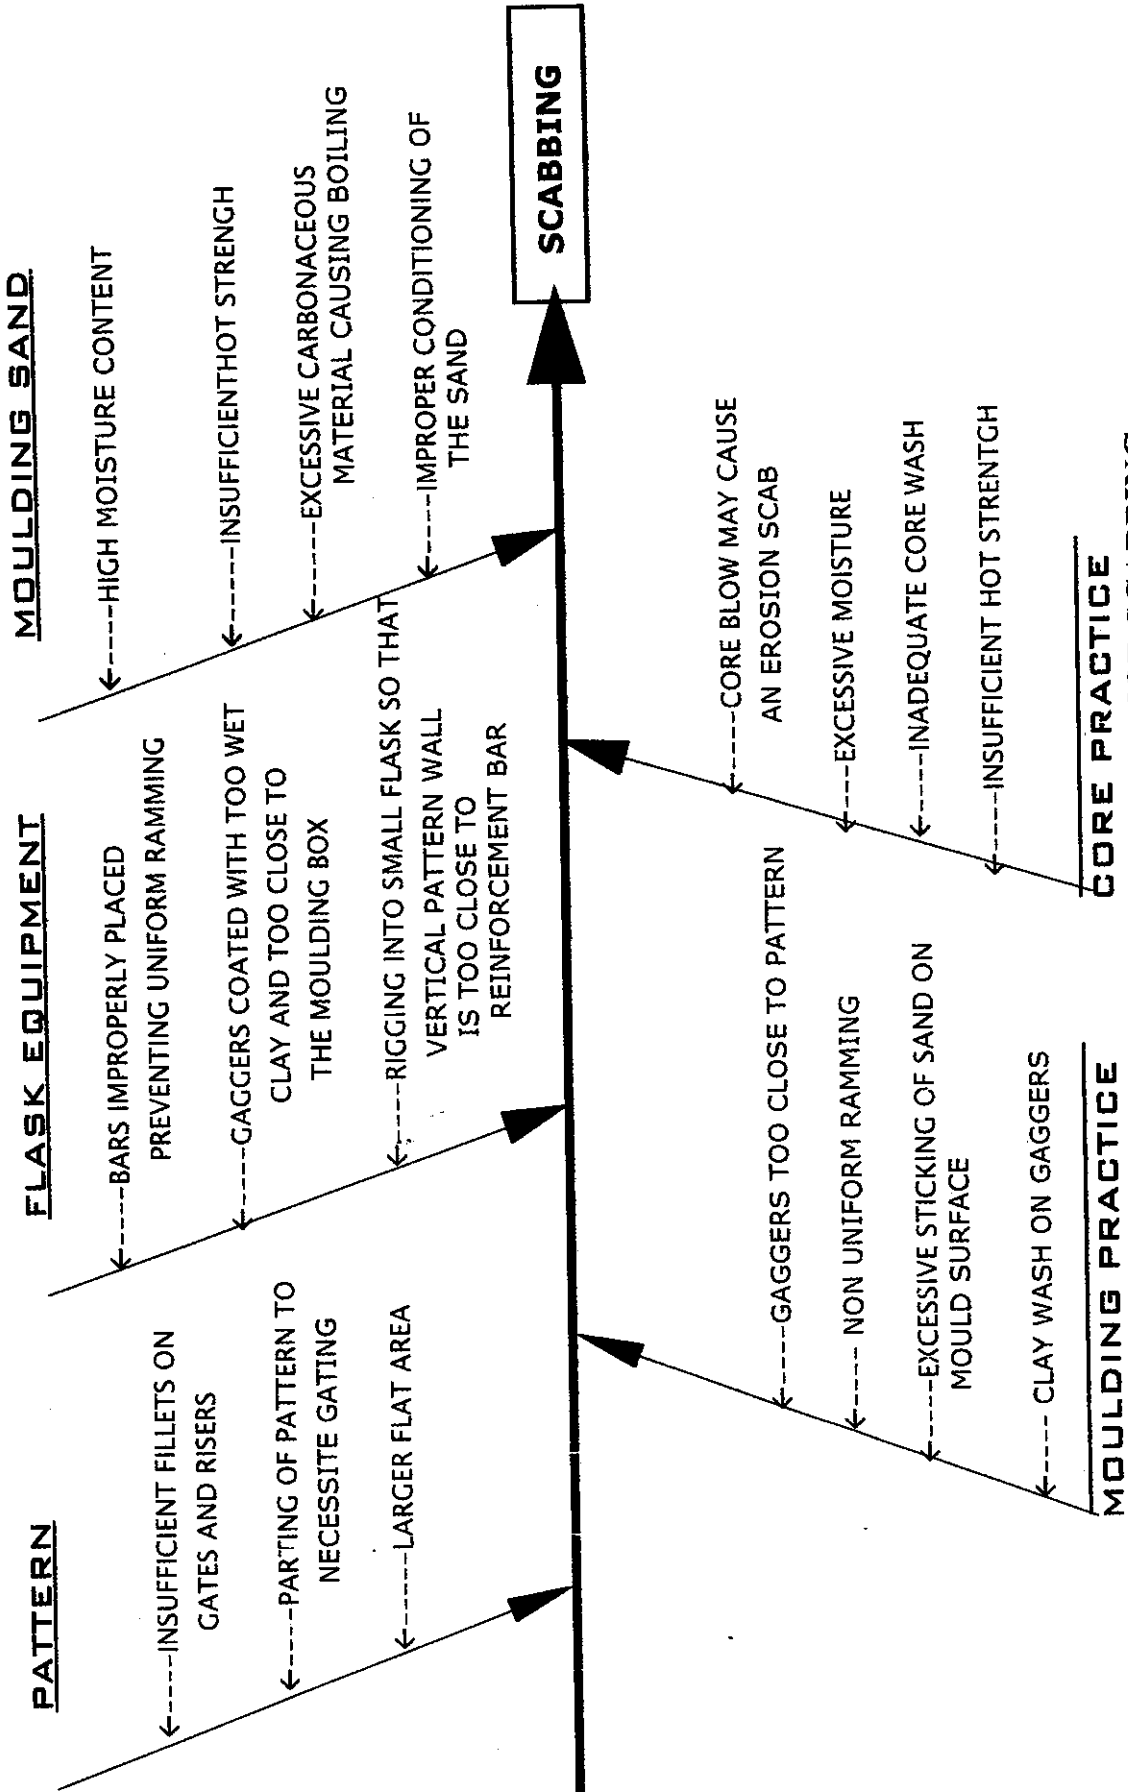 PATTERN
INSUFFICIENT FILLETS ON
GATES AND RISERS
PARTING OF PATTERN TO
NECESSITE GATING
LARGER FLAT AREA
FLASK EQUIPMENT
BARS IMPROPERLY PLACED
PREVENTING UNIFORM RAMMING
GAGGERS COATED WITH TOO WET
CLAY AND TOO CLOSE TO
THE MOULDING BOX
RIGGING INTO SMALL FLASK SO THAT
VERTICAL PATTERN WALL
IS TOO CLOSE TO
REINFORCEMENT BAR
MOULDING SAND
HIGH MOISTURE CONTENT
INSUFFICIENTHOT STRENGH
EXCESSIVE CARBONACEOUS
MATERIAL CAUSING BOILING
IMPROPER CONDITIONING OF
THE SAND
SCABBING
GAGGERS TOO CLOSE TO PATTERN
NON UNIFORM RAMMING
EXCESSIVE STICKING OF SAND ON
MOULD SURFACE
CLAY WASH ON GAGGERS
MOULDING PRACTICE
CORE BLOW MAY CAUSE
AN EROSION SCAB
EXCESSIVE MOISTURE
INADEQUATE CORE WASH
INSUFFICIENT HOT STRENTGH
CORE PRACTICE